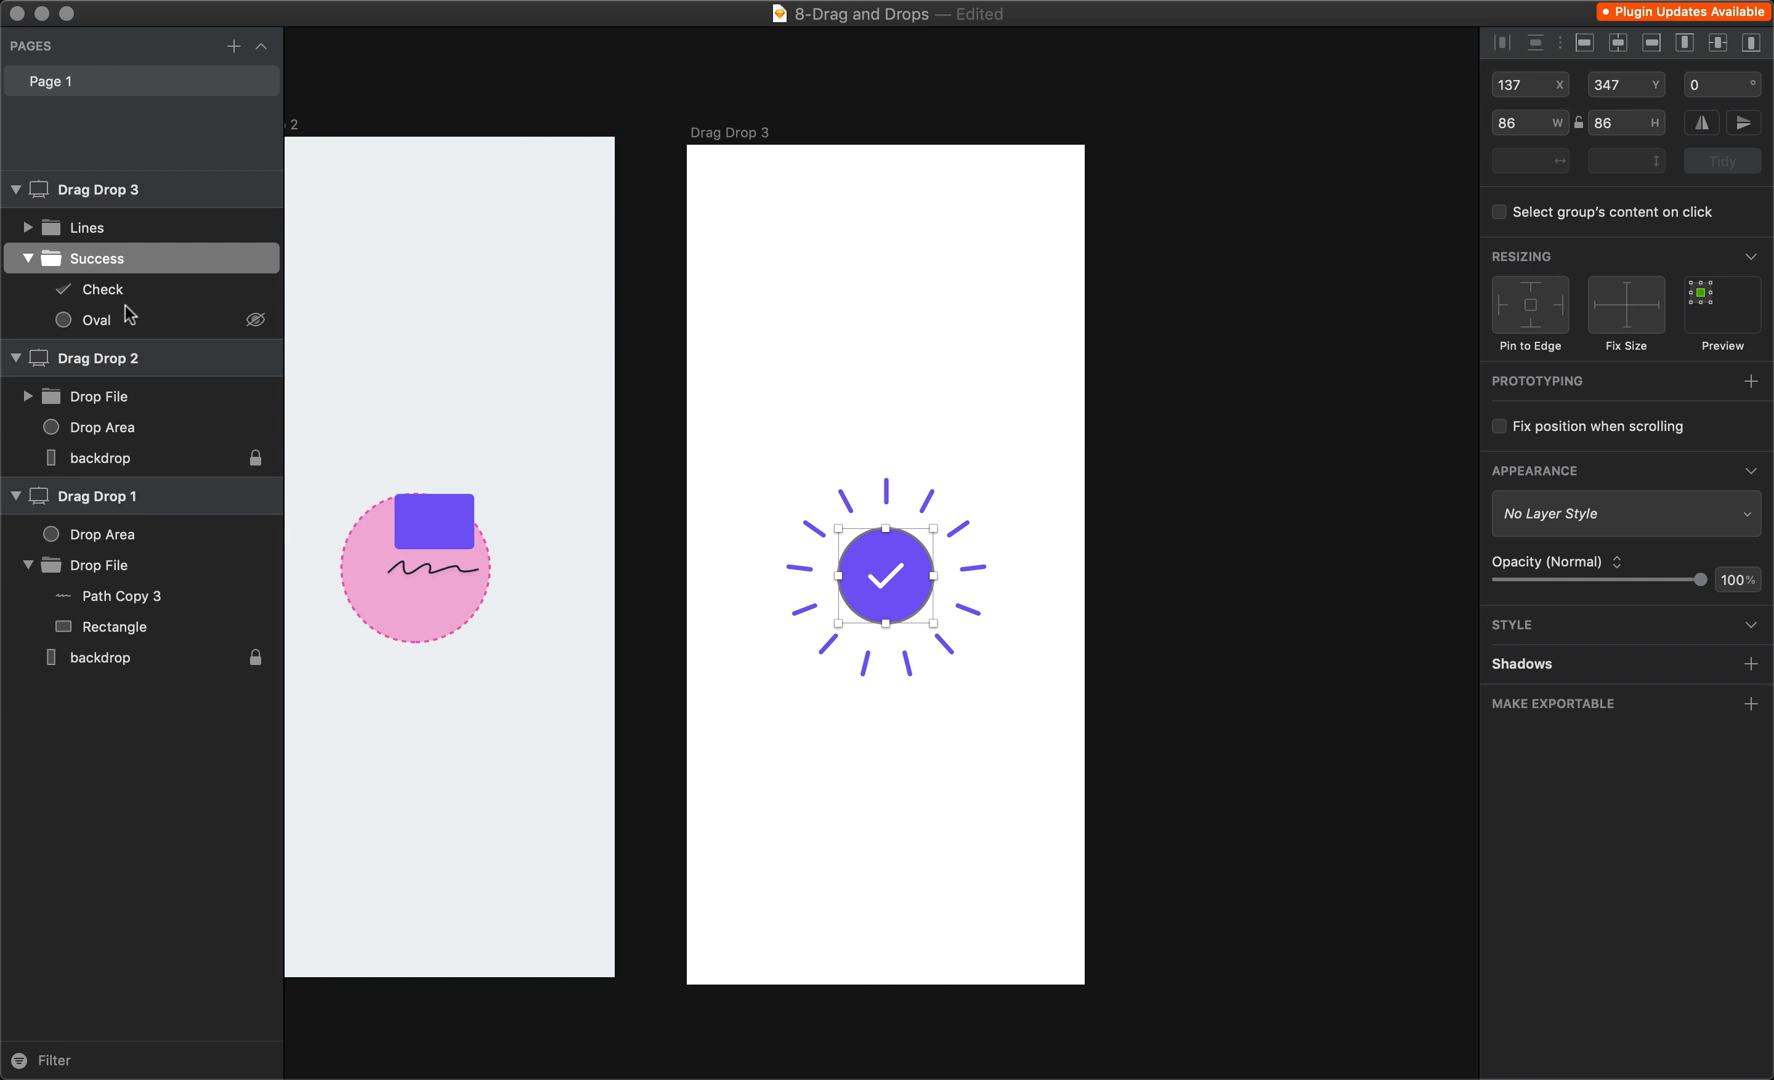 8-Drag and Drops — Edited
Plugin Updates Available
PAGES
Page 1
Drag Drop 3
Lines
Success
Check
Oval
Drag Drop 2
Drop File
Drop Area
backdrop
Drag Drop 1
Drop Area
Drop File
Path Copy 3
Rectangle
backdrop
Filter
2
Drag Drop 3
137 X 347 Y 0 °
86 W 86 H
Tidy
Select group's content on click
RESIZING
Pin to Edge Fix Size Preview
PROTOTYPING
Fix position when scrolling
APPEARANCE
No Layer Style
Opacity (Normal)
100%
STYLE
Shadows
MAKE EXPORTABLE